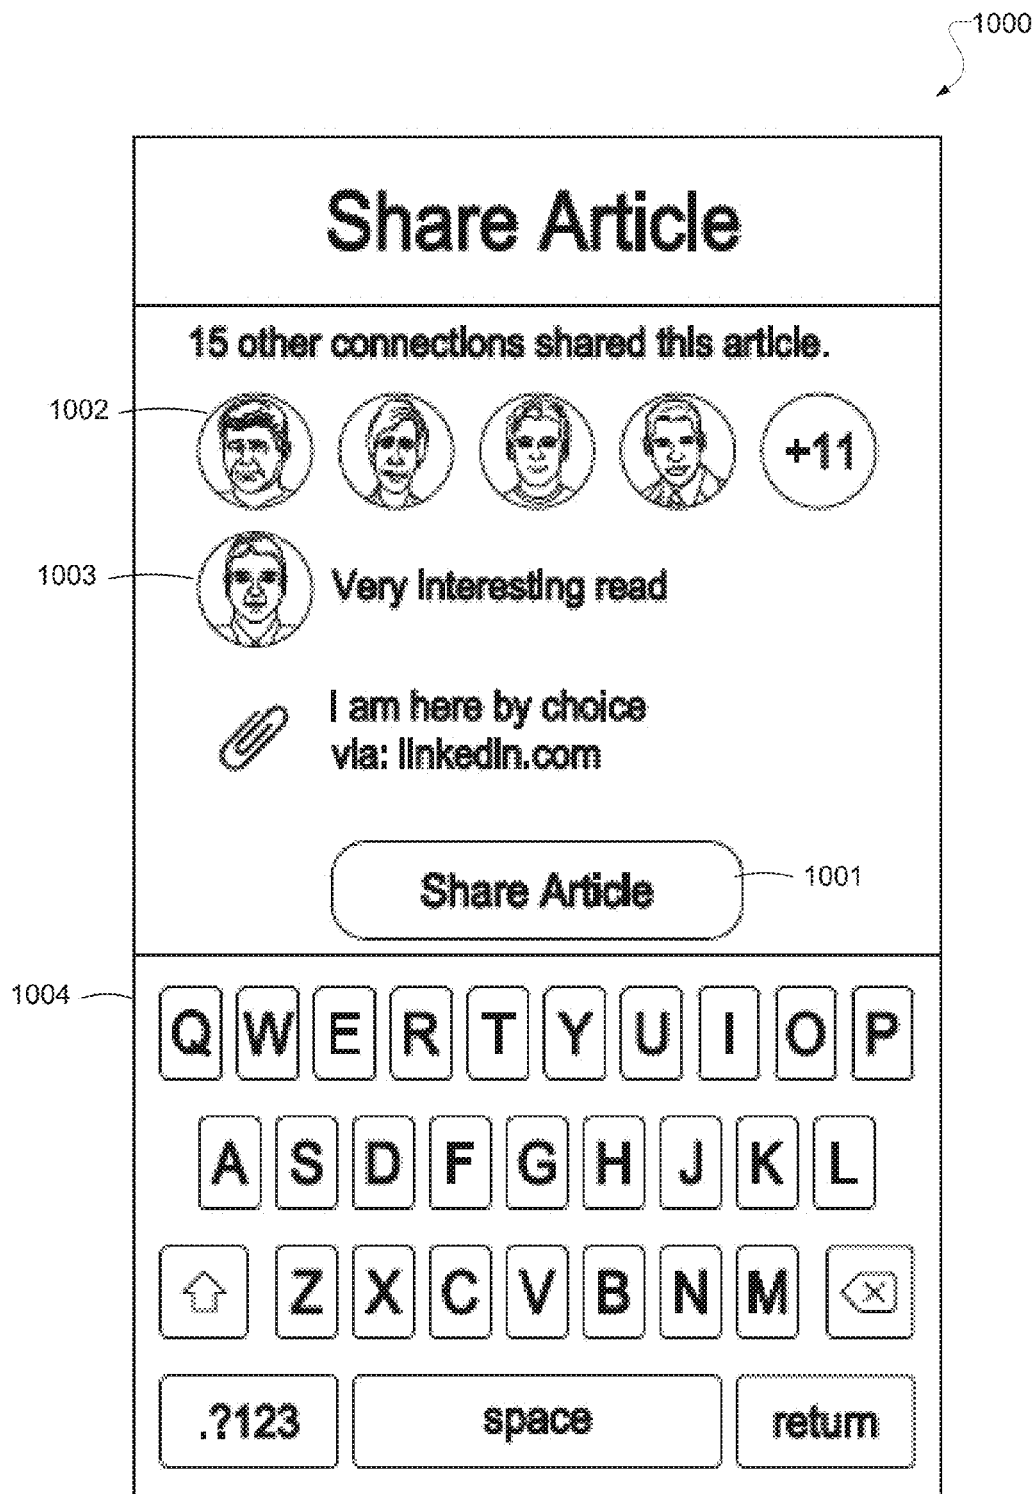 1000
Share Article
15 other connections shared this article.
1002
+11
1003
Very interesting read
I am here by choice
via: linkedin.com
Share Article
1001
1004
Q W E R T Y U I O P
A S D F G H J K L
Z X C V B N M
.?123 space return